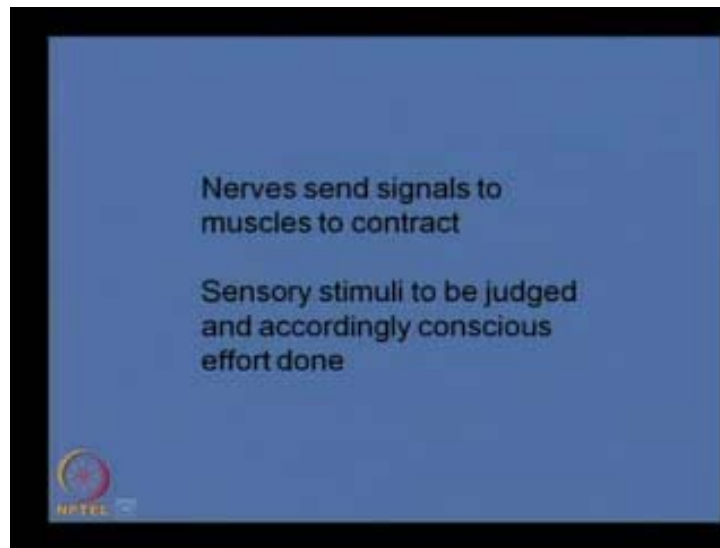 Nerves send signals to
muscles to contract
Sensory stimuli to be judged
and accordingly conscious
effort done
NPTEL